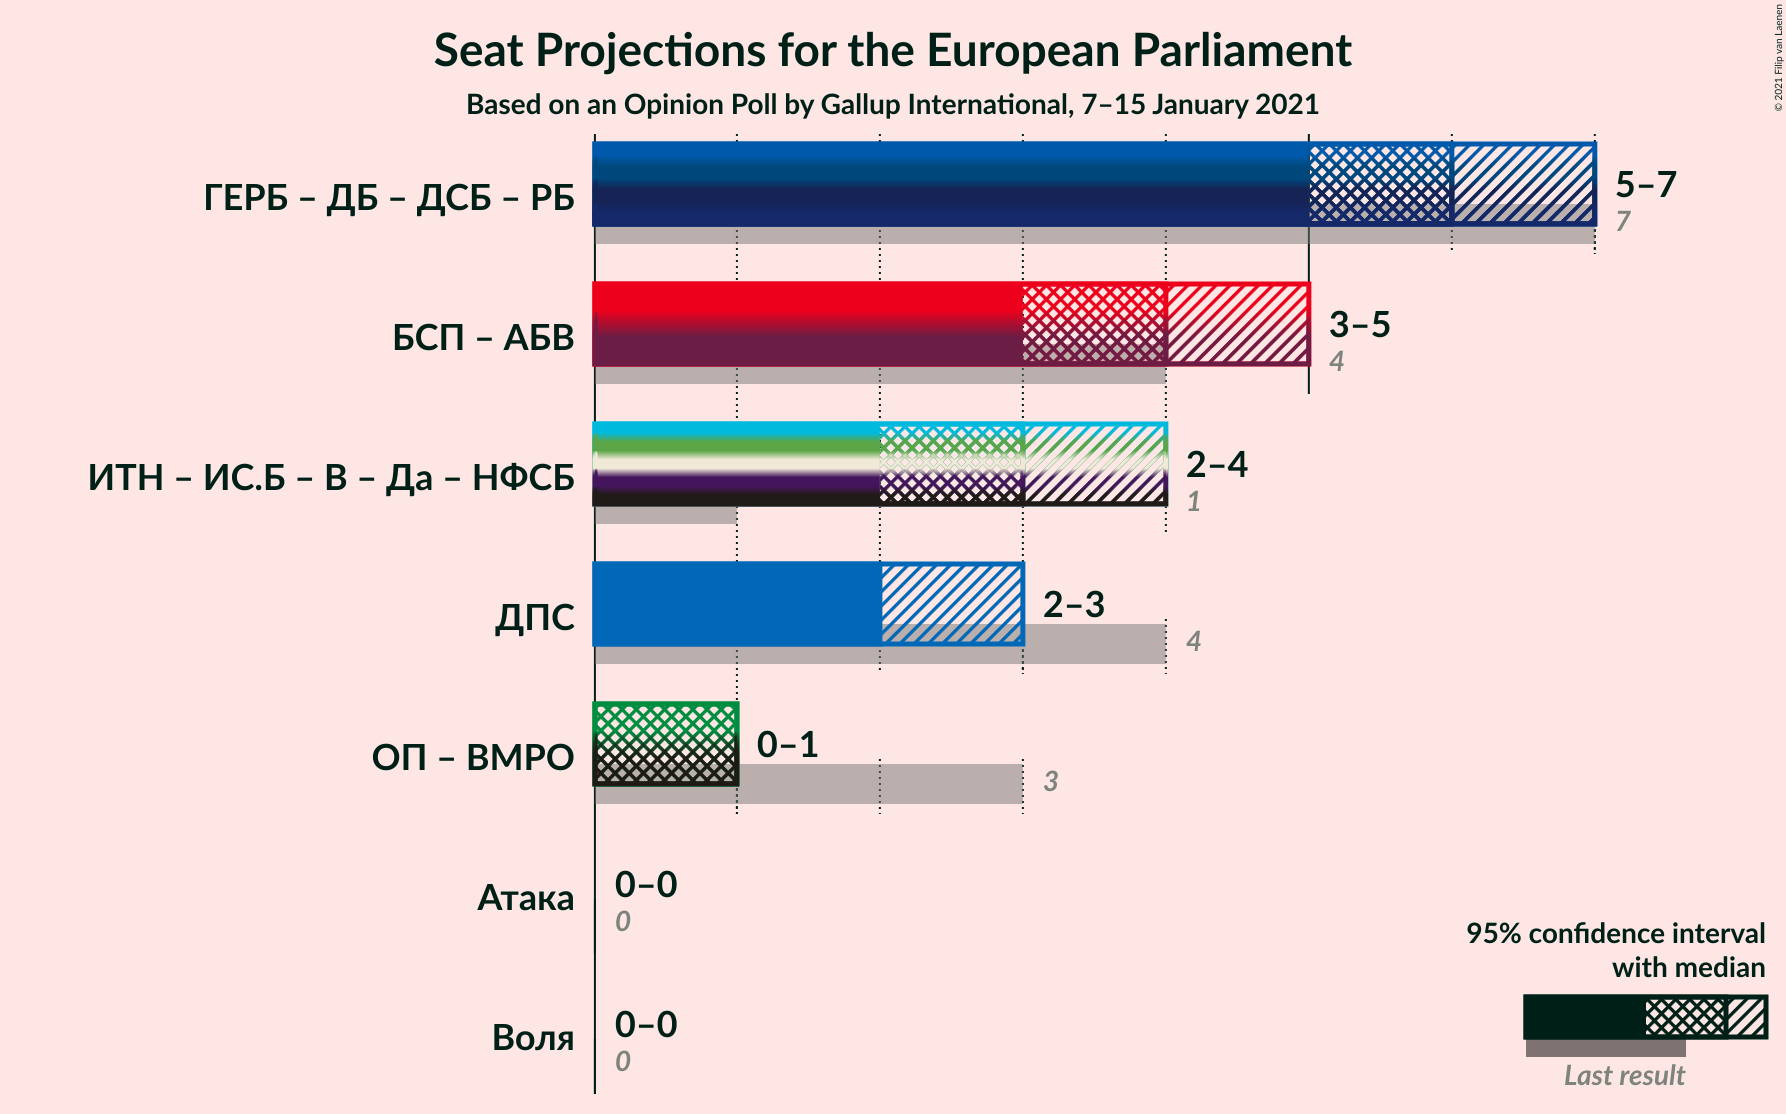 Seat Projections for the European Parliament
Based on an Opinion Poll by Gallup International, 7–15 January 2021
© 2021 Filip van Laenen
ГЕРБ – ДБ – ДСБ – РБ
5–7
7
БСП – АБВ
3–5
4
ИТН – ИС.Б – В – Да – НФСБ
2–4
1
ДПС
2–3
4
ОП – ВМРО
0–1
3
Атака
0–0
0
Воля
0–0
0
95% confidence interval
with median
Last result